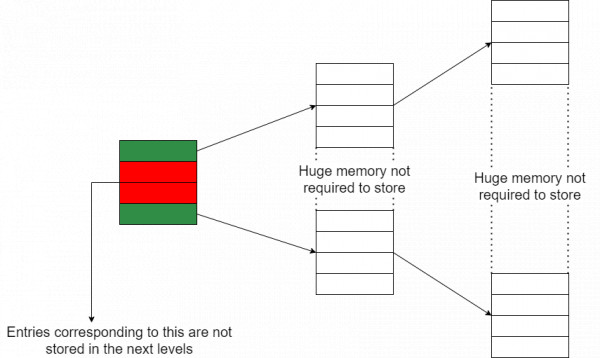 Huge memory not
required to store
Huge memory not
required to store
Entries corresponding to this are not
stored in the next levels